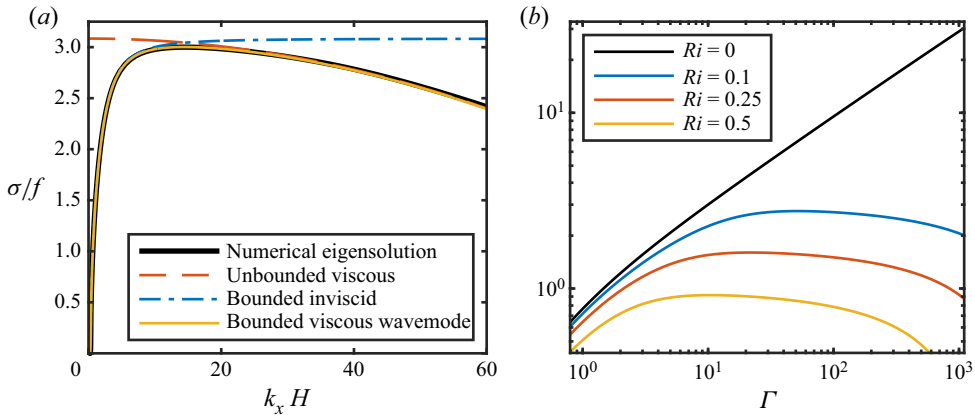 (a)
3.0
2.5
2.0
1.5
1.0
0.5
0
20
40
60
σ/f
k_x H
Numerical eigensolution
Unbounded viscous
Bounded inviscid
Bounded viscous wavemode
(b)
10^1
10^0
10^0
10^1
10^2
10^3
Γ
Ri = 0
Ri = 0.1
Ri = 0.25
Ri = 0.5